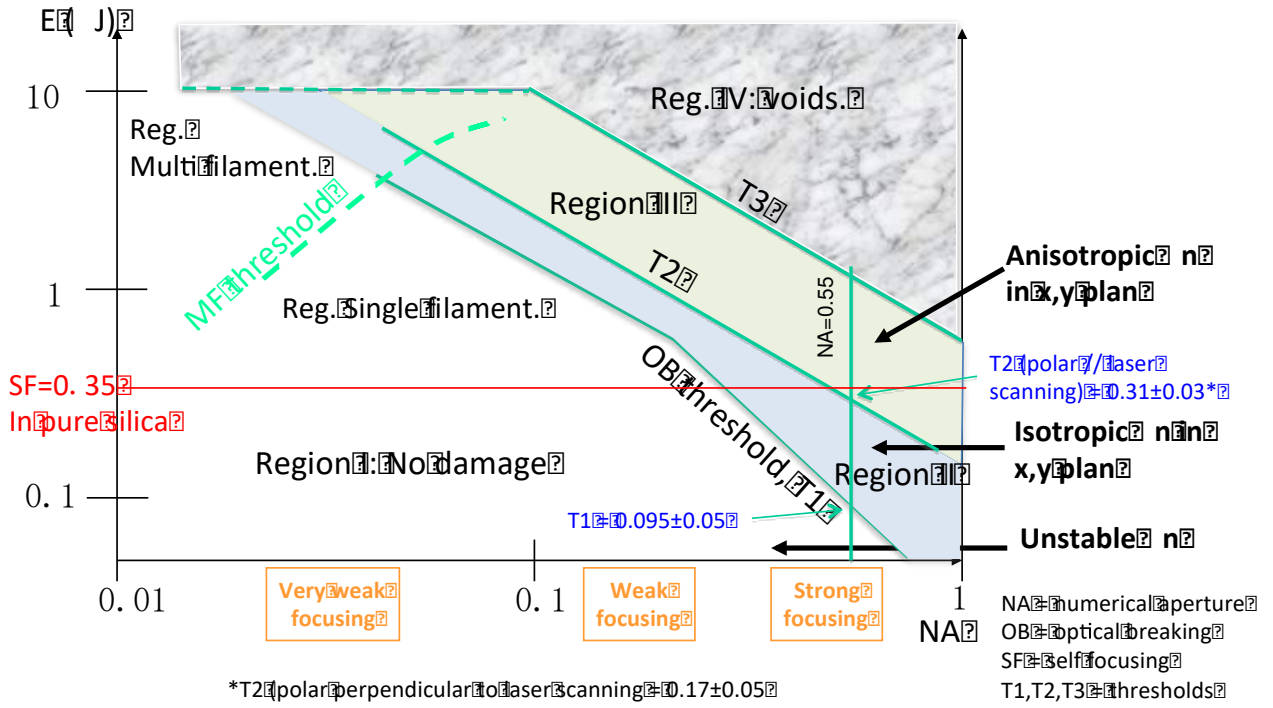 E⍰( J)⍰
10
Reg.⍰
Multi⍰filament.⍰
Reg.⍰IV:⍰voids.⍰
MF⍰threshold
Region⍰III⍰
T3⍰
T2⍰
1
Reg.⍰Single⍰filament.⍰
NA=0.55
Anisotropic⍰ n⍰
in⍰x,y⍰plan⍰
SF=0. 35⍰
In⍰pure⍰silica⍰
OB⍰threshold,⍰T1⍰
T2⍰(polar⍰//⍰laser
scanning)⍰=⍰0.31±0.03*⍰
Isotropic⍰ n⍰in⍰
x,y⍰plan⍰
Region⍰I⍰:⍰No⍰damage⍰
Region⍰II⍰
0.1
T1⍰=⍰0.095±0.05⍰
Unstable⍰ n⍰
0.01
Very⍰weak⍰
focusing⍰
0.1
Weak⍰
focusing⍰
Strong⍰
focusing⍰
1
NA⍰
NA⍰=⍰numerical⍰aperture⍰
OB⍰=⍰optical⍰breaking⍰
SF⍰=⍰self⍰focusing⍰
T1,T2,T3⍰=⍰thresholds⍰
*T2⍰(polar⍰perpendicular⍰to⍰laser⍰scanning⍰=⍰0.17±0.05⍰